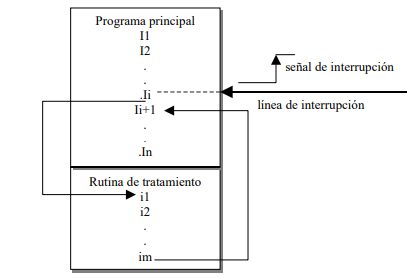 Programa principal
I1
I2
.
.
.Ii
Ii+1
.
.
.In
Rutina de tratamiento
i1
i2
.
.
im
señal de interrupción
línea de interrupción